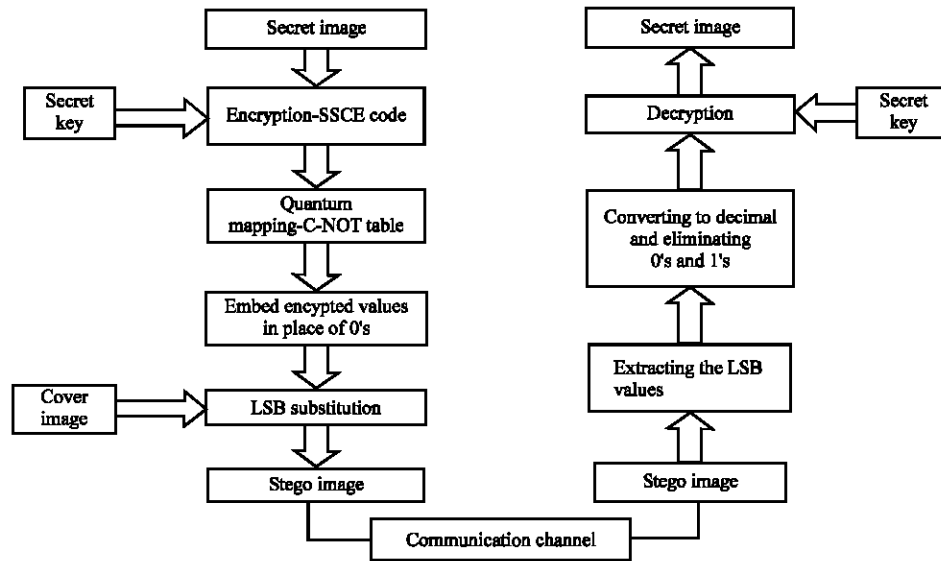 Secret image
Secret
key
Encryption-SSCE code
Quantum
mapping-C-NOT table
Embed encypted values
in place of 0's
Cover
image
LSB substitution
Stego image
Communication channel
Secret image
Decryption
Secret
key
Converting to decimal
and eliminating
0's and 1's
Extracting the LSB
values
Stego image